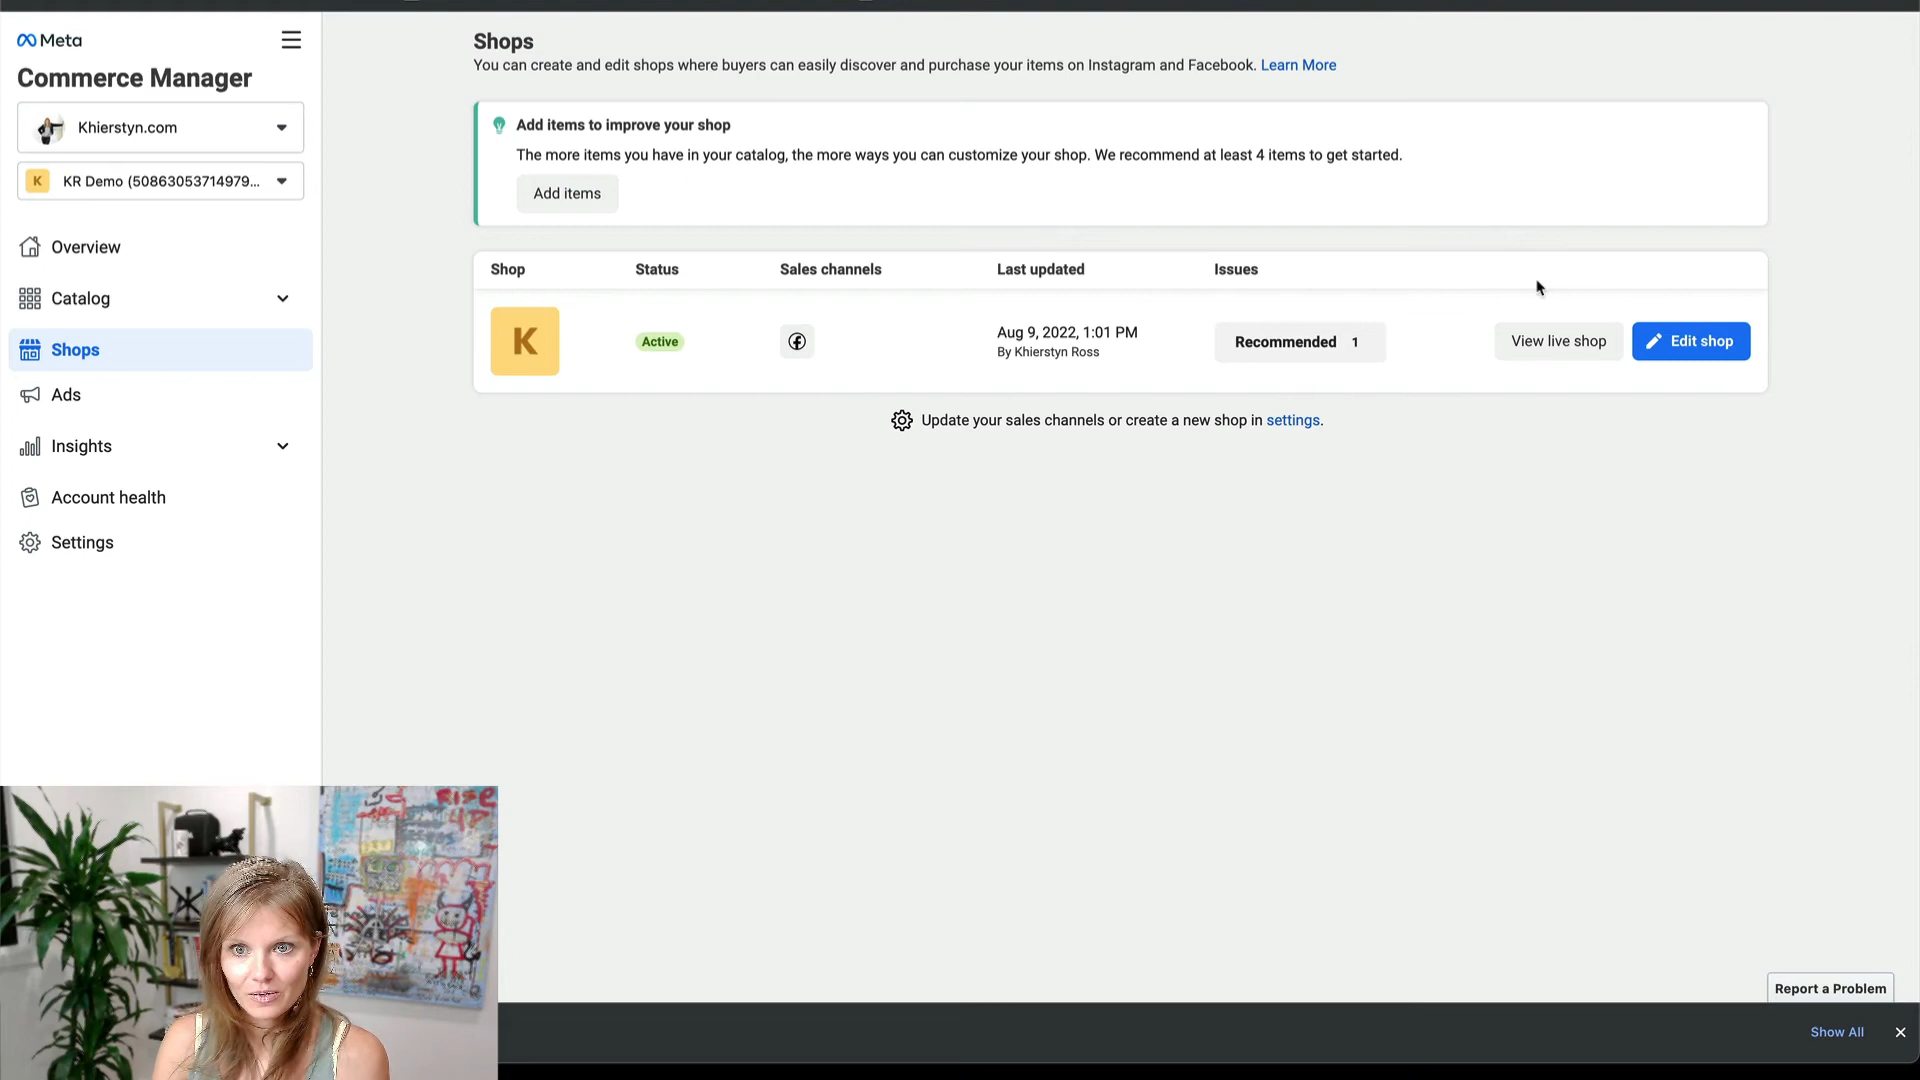 Meta
Commerce Manager
Khierstyn.com
K KR Demo (50863053714979...
Overview
Catalog
Shops
Ads
Insights
Account health
Settings
Shops
You can create and edit shops where buyers can easily discover and purchase your items on Instagram and Facebook. Learn More
Add items to improve your shop
The more items you have in your catalog, the more ways you can customize your shop. We recommend at least 4 items to get started.
Add items
Shop Status Sales channels Last updated Issues
K Active Aug 9, 2022, 1:01 PM Recommended 1 View live shop Edit shop
By Khierstyn Ross
Update your sales channels or create a new shop in settings.
RISE
UP
Report a Problem
Show All